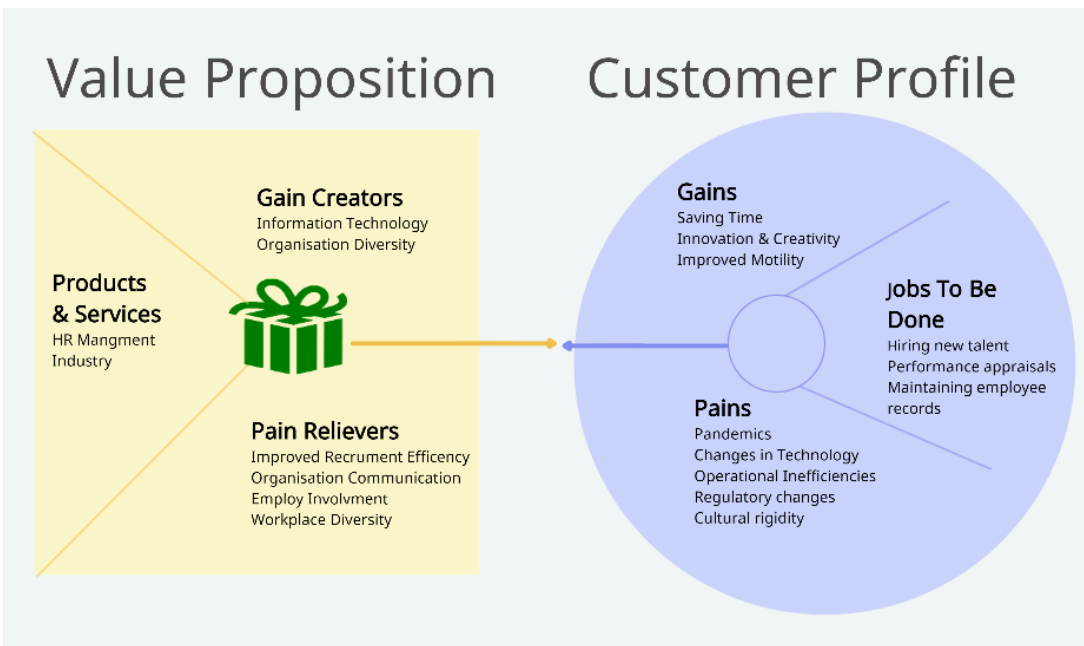 Value Proposition
Customer Profile
Gain Creators
Information Technology
Organisation Diversity
Products
& Services
HR Mangment
Industry
Pain Relievers
Improved Recrument Efficency
Organisation Communication
Employ Involvment
Workplace Diversity
Gains
Saving Time
Innovation & Creativity
Improved Motility
Jobs To Be
Done
Hiring new talent
Performance appraisals
Maintaining employee
records
Pains
Pandemics
Changes in Technology
Operational Inefficiencies
Regulatory changes
Cultural rigidity